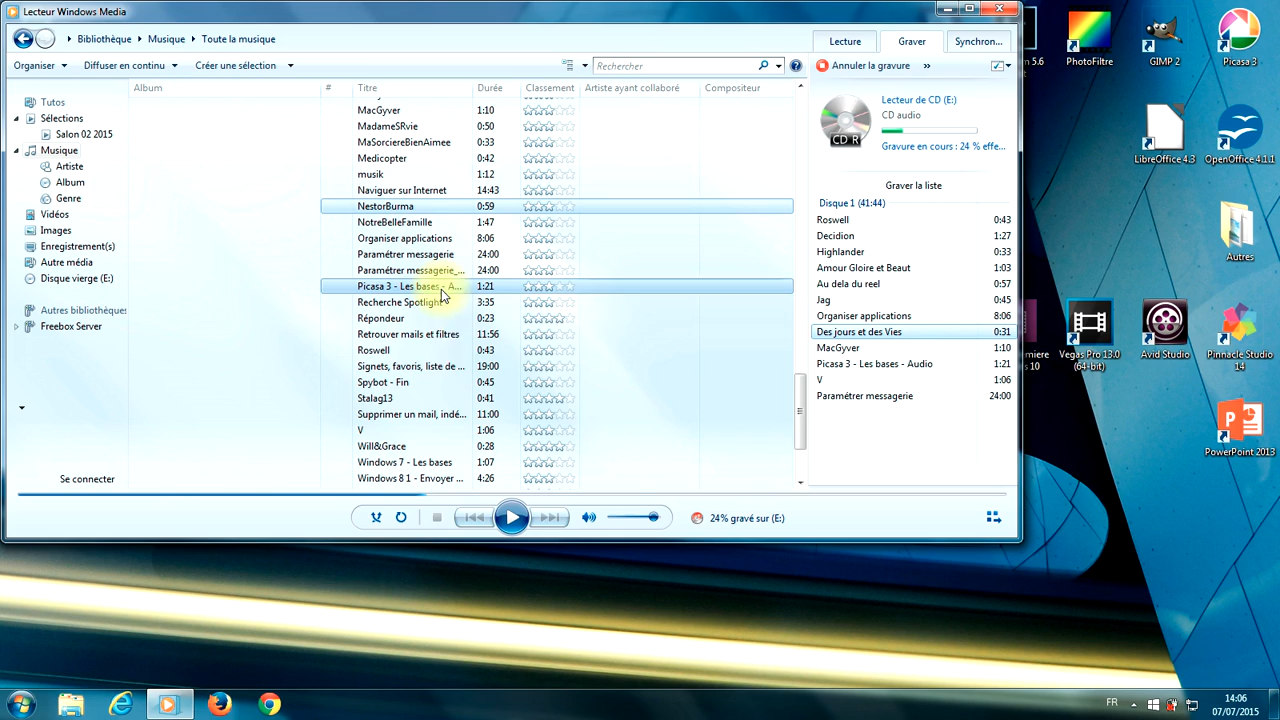 Lecteur Windows Media
Bibliothèque Musique Toute la musique
Lecture Graver Synchron...
Organiser Diffuser en continu Créer une sélection Rechercher Annuler la gravure »
Album # Titre Durée Classement Artiste ayant collaboré Compositeur
Tutos
Sélections
Salon 02 2015
Musique
Artiste
Album
Genre
Vidéos
Images
Enregistrement(s)
Autre média
Disque vierge (E:)
Autres bibliothèques
Freebox Server
Se connecter
MacGyver 1:10
MadameSRvie 0:50
MaSorciereBienAimee 0:33
Medicopter 0:42
musik 1:12
Naviguer sur Internet 14:43
NestorBurma 0:59
NotreBelleFamille 1:47
Organiser applications 8:06
Paramétrer messagerie 24:00
Paramétrer messagerie_... 24:00
Picasa 3 - Les bases - A... 1:21
Recherche Spotlight 3:35
Répondeur 0:23
Retrouver mails et filtres 11:56
Roswell 0:43
Signets, favoris, liste de ... 19:00
Spybot - Fin 0:45
Stalag13 0:41
Supprimer un mail, indé... 11:00
V 1:06
Will&Grace 0:28
Windows 7 - Les bases 1:07
Windows 8 1 - Envoyer ... 4:26
CD R
Lecteur de CD (E:)
CD audio
Gravure en cours : 24 % effe...
Graver la liste
Disque 1 (41:44)
Roswell 0:43
Decidion 1:27
Highlander 0:33
Amour Gloire et Beaut 1:03
Au dela du reel 0:57
Jag 0:45
Organiser applications 8:06
Des jours et des Vies 0:31
MacGyver 1:10
Picasa 3 - Les bases - Audio 1:21
V 1:06
Paramétrer messagerie 24:00
24% gravé sur (E:)
5.6
PhotoFiltre
GIMP 2
Picasa 3
LibreOffice 4.3
OpenOffice 4.1.1
Autres
Vegas Pro 13.0
(64-bit)
Avid Studio
Pinnacle Studio
14
PowerPoint 2013
FR
14:06
07/07/2015